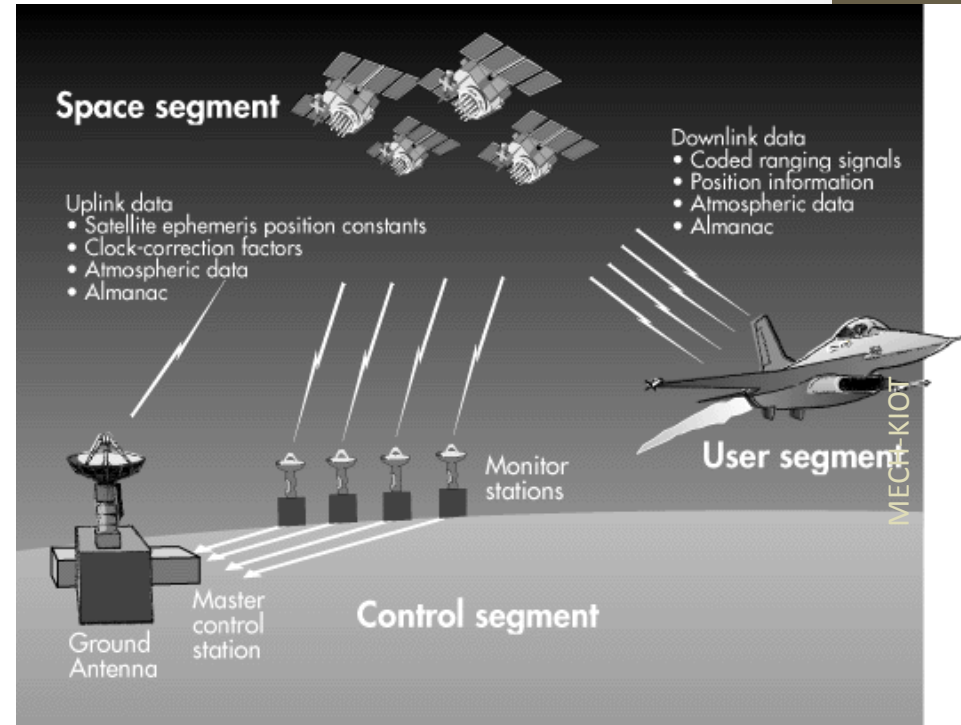 Space segment
Uplink data
• Satellite ephemeris position constants
• Clock-correction factors
• Atmospheric data
• Almanac
Downlink data
• Coded ranging signals
• Position information
• Atmospheric data
• Almanac
User segment
MECH-KIOT
Monitor
stations
Master
control
station
Control segment
Ground
Antenna